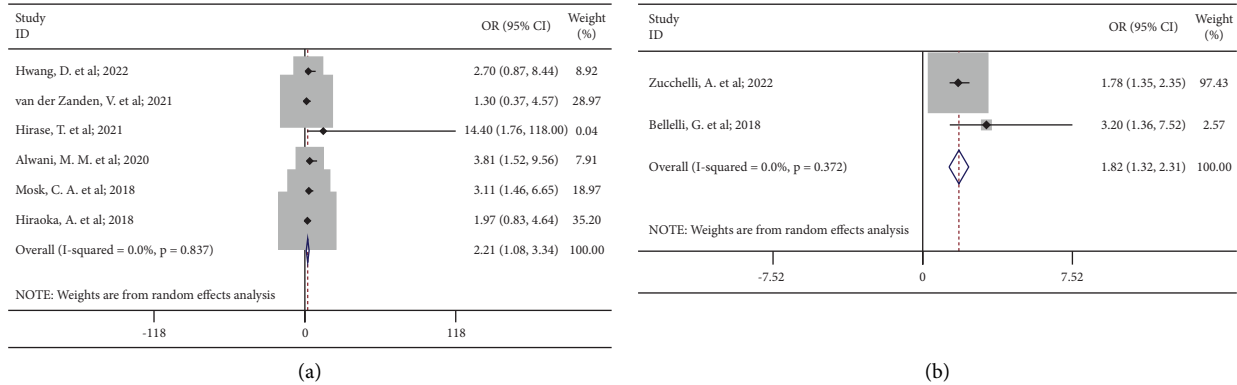 Study
ID
OR (95% CI)
Weight
(%)
Hwang, D. et al; 2022 2.70 (0.87, 8.44) 8.92
van der Zanden, V. et al; 2021 1.30 (0.37, 4.57) 28.97
Hirase, T. et al; 2021 14.40 (1.76, 118.00) 0.04
Alwani, M. M. et al; 2020 3.81 (1.52, 9.56) 7.91
Mosk, C. A. et al; 2018 3.11 (1.46, 6.65) 18.97
Hiraoka, A. et al; 2018 1.97 (0.83, 4.64) 35.20
Overall (I-squared = 0.0%, p = 0.837) 2.21 (1.08, 3.34) 100.00
NOTE: Weights are from random effects analysis
-118 0 118
(a)
Study
ID
OR (95% CI)
Weight
(%)
Zucchelli, A. et al; 2022 1.78 (1.35, 2.35) 97.43
Bellelli, G. et al; 2018 3.20 (1.36, 7.52) 2.57
Overall (I-squared = 0.0%, p = 0.372) 1.82 (1.32, 2.31) 100.00
NOTE: Weights are from random effects analysis
-7.52 0 7.52
(b)